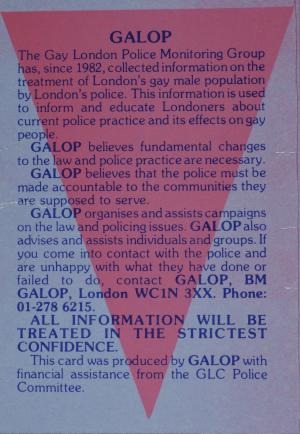 GALOP
The Gay London Police Monitoring Group
has, since 1982, collected information on the
treatment of London's gay male population
by London's police. This information is used
to inform and educate Londoners about
current police practice and its effects on gay
people.
GALOP believes fundamental changes
to the law and police practice are necessary.
GALOP believes that the police must be
made accountable to the communities they
are supposed to serve.
GALOP organises and assists campaigns
on the law and policing issues. GALOP also
advises and assists individuals and groups. If
you come into contact with the police and
are unhappy with what they have done or
failed to do, contact GALOP, BM
GALOP, London WC1N 3XX. Phone:
01-278 6215.
ALL INFORMATION WILL BE
TREATED IN THE STRICTEST
CONFIDENCE.
This card was produced by GALOP with
financial assistance from the GLC Police
Committee.